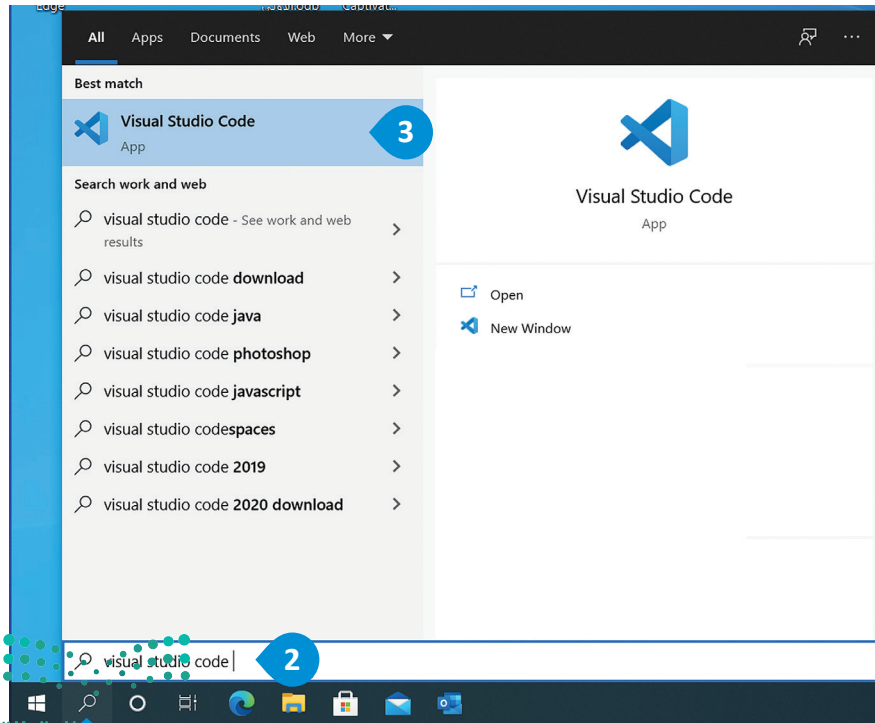 Edge
All Apps Documents Web More
Best match
Visual Studio Code
App
3
Search work and web
visual studio code - See work and web
results
visual studio code download
visual studio code java
visual studio code photoshop
visual studio code javascript
visual studio codespaces
visual studio code 2019
visual studio code 2020 download
Visual Studio Code
App
Open
New Window
visual studio code
2